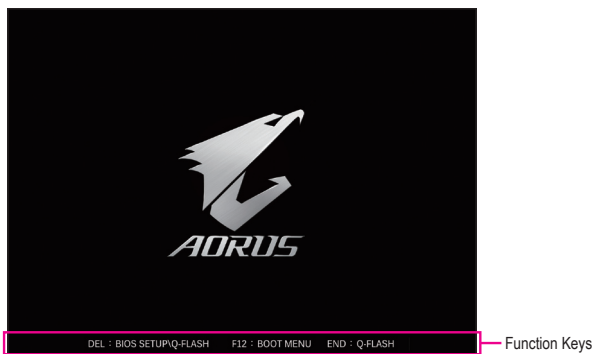 AORUS
DEL : BIOS SETUP\Q-FLASH F12 : BOOT MENU END : Q-FLASH
Function Keys